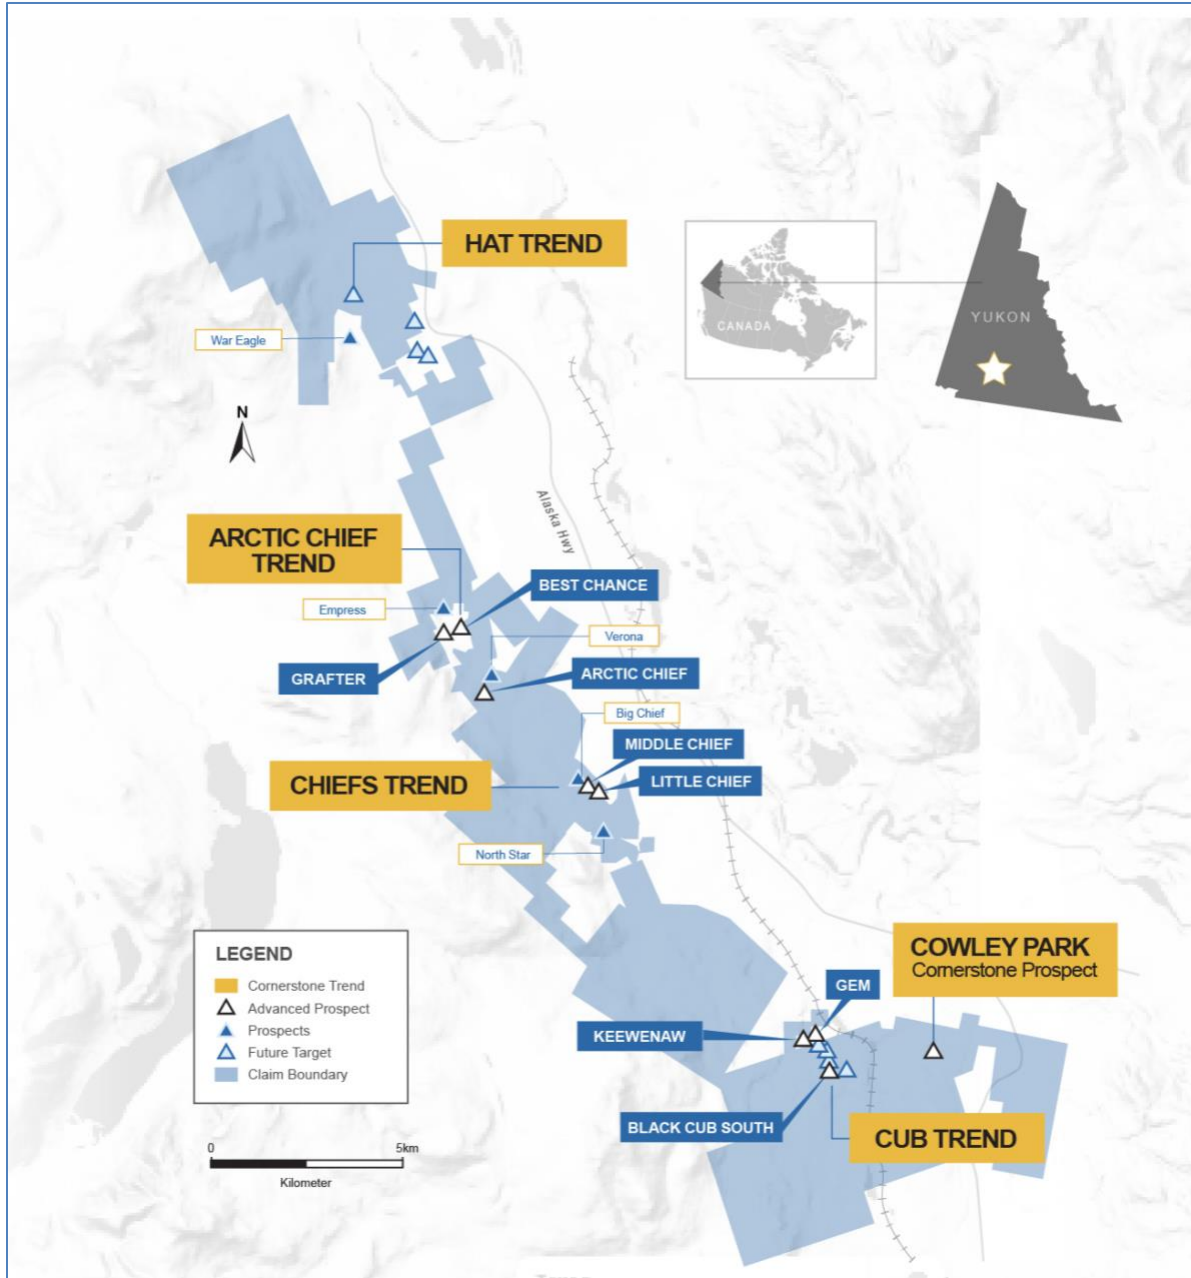 HAT TREND
CANADA
YUKON
War Eagle
N
Alaska Hwy
ARCTIC CHIEF
TREND
BEST CHANCE
Empress
Verona
GRAFTER
ARCTIC CHIEF
Big Chief
MIDDLE CHIEF
CHIEFS TREND
LITTLE CHIEF
North Star
LEGEND
Cornerstone Trend
Advanced Prospect
Prospects
Future Target
Claim Boundary
COWLEY PARK
Cornerstone Prospect
GEM
KEEWENAW
BLACK CUB SOUTH
CUB TREND
0 5km
Kilometer